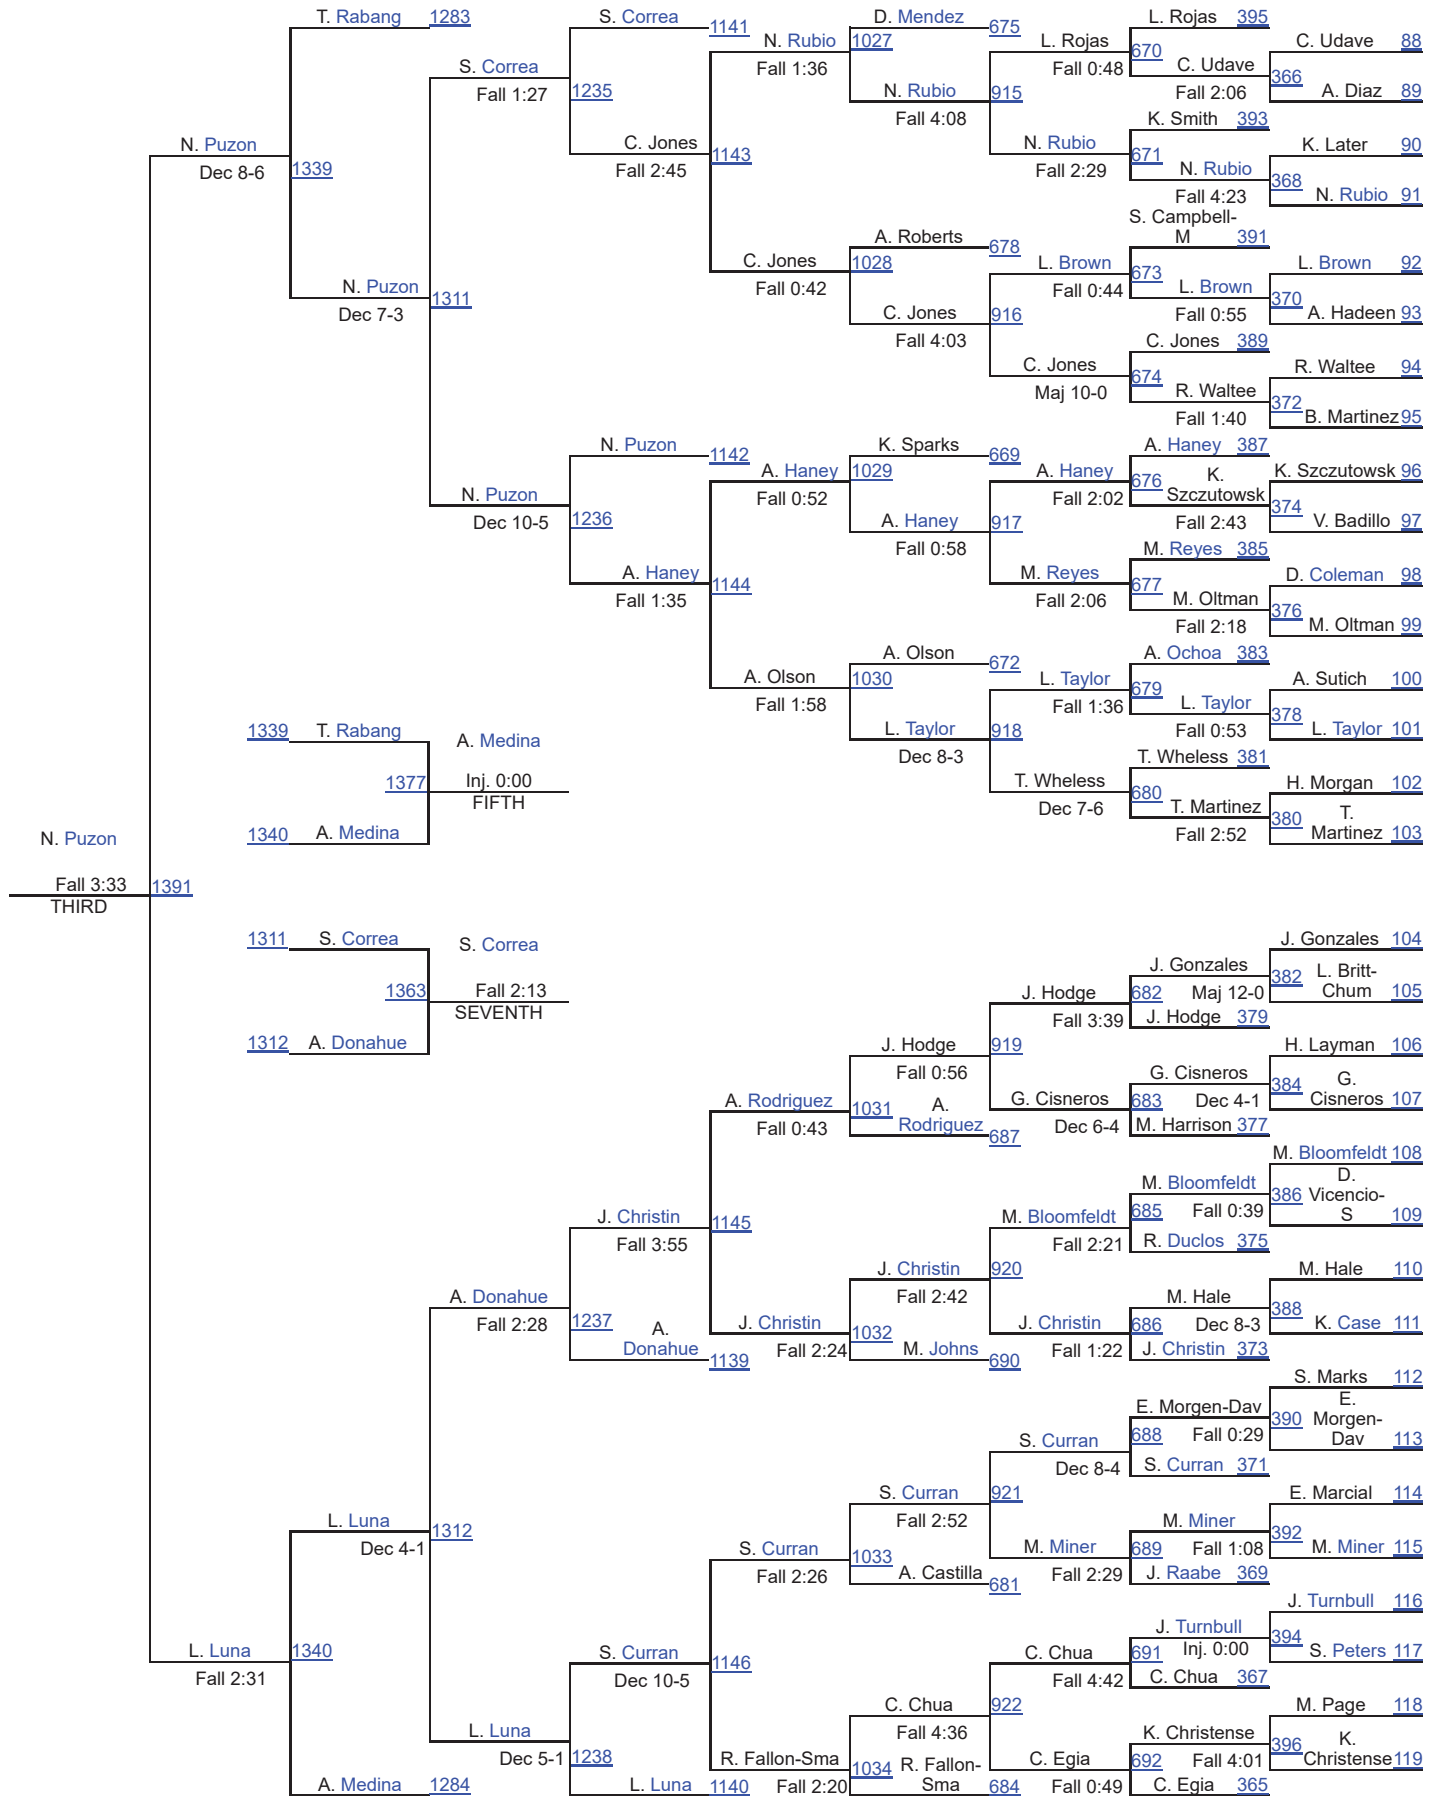 T. Rabang 1283
S. Correa 1141
D. Mendez 675
L. Rojas 395
C. Udave 88
N. Rubio 1027
L. Rojas 670
Fall 1:36
Fall 0:48
C. Udave 366
S. Correa
Fall 1:27
1235
N. Rubio 915
Fall 4:08
Fall 2:06
A. Diaz 89
K. Smith 393
C. Jones 1143
Fall 2:45
N. Rubio 671
Fall 2:29
K. Later 90
N. Puzon
Dec 8-6
1339
N. Rubio 368
Fall 4:23
N. Rubio 91
S. Campbell-
M 391
A. Roberts 678
C. Jones 1028
Fall 0:42
L. Brown 673
Fall 0:44
L. Brown 92
N. Puzon 1311
Dec 7-3
L. Brown 370
Fall 0:55
A. Hadeen 93
C. Jones 916
Fall 4:03
C. Jones 389
C. Jones 674
Maj 10-0
R. Waltee 94
R. Waltee 372
Fall 1:40
B. Martinez 95
N. Puzon 1142
K. Sparks 669
A. Haney 387
A. Haney 1029
Fall 0:52
A. Haney 676
Fall 2:02
K.
Szczutowsk
Fall 2:43
K. Szczutowsk 96
374
N. Puzon
Dec 10-5
1236
A. Haney 917
Fall 0:58
V. Badillo 97
M. Reyes 385
A. Haney 1144
Fall 1:35
M. Reyes 677
Fall 2:06
D. Coleman 98
M. Oltman 376
Fall 2:18
M. Oltman 99
A. Olson 672
A. Ochoa 383
A. Olson 1030
Fall 1:58
L. Taylor 679
Fall 1:36
A. Sutich 100
L. Taylor 378
Fall 0:53
L. Taylor 101
1339 T. Rabang
A. Medina
L. Taylor 918
Dec 8-3
T. Wheless 381
1377
Inj. 0:00
FIFTH
T. Wheless 680
Dec 7-6
H. Morgan 102
T. Martinez 380
Fall 2:52
T.
Martinez 103
1340 A. Medina
N. Puzon
Fall 3:33
THIRD
1391
1311 S. Correa
S. Correa
J. Gonzales 104
J. Gonzales 382
Maj 12-0
L. Britt-
Chum 105
1363
Fall 2:13
SEVENTH
J. Hodge 682
Fall 3:39
J. Hodge 379
1312 A. Donahue
J. Hodge 919
Fall 0:56
H. Layman 106
G. Cisneros 384
Dec 4-1
G.
Cisneros 107
A. Rodriguez 1031
Fall 0:43
A.
Rodriguez 687
G. Cisneros 683
Dec 6-4
M. Harrison 377
M. Bloomfeldt 108
M. Bloomfeldt 386
Fall 0:39
D.
Vicencio-
S 109
J. Christin 1145
Fall 3:55
M. Bloomfeldt 685
Fall 2:21
R. Duclos 375
J. Christin 920
Fall 2:42
M. Hale 110
A. Donahue
Fall 2:28
1237
M. Hale 388
Dec 8-3
K. Case 111
A.
Donahue 1139
J. Christin 1032
Fall 2:24
M. Johns 690
J. Christin 686
Fall 1:22
J. Christin 373
S. Marks 112
E. Morgen-Dav 390
Fall 0:29
E.
Morgen-
Dav 113
S. Curran 688
Dec 8-4
S. Curran 371
S. Curran 921
Fall 2:52
E. Marcial 114
L. Luna 1312
Dec 4-1
M. Miner 392
Fall 1:08
M. Miner 115
S. Curran 1033
Fall 2:26
A. Castilla 681
M. Miner 689
Fall 2:29
J. Raabe 369
J. Turnbull 116
J. Turnbull 394
Inj. 0:00
S. Peters 117
L. Luna 1340
Fall 2:31
S. Curran 1146
Dec 10-5
C. Chua 691
Fall 4:42
C. Chua 367
C. Chua 922
Fall 4:36
M. Page 118
L. Luna
Dec 5-1
1238
K. Christense 396
Fall 4:01
K.
Christense 119
R. Fallon-Sma 1034
Fall 2:20
R. Fallon-
Sma 684
C. Egia 692
Fall 0:49
C. Egia 365
A. Medina 1284
L. Luna 1140